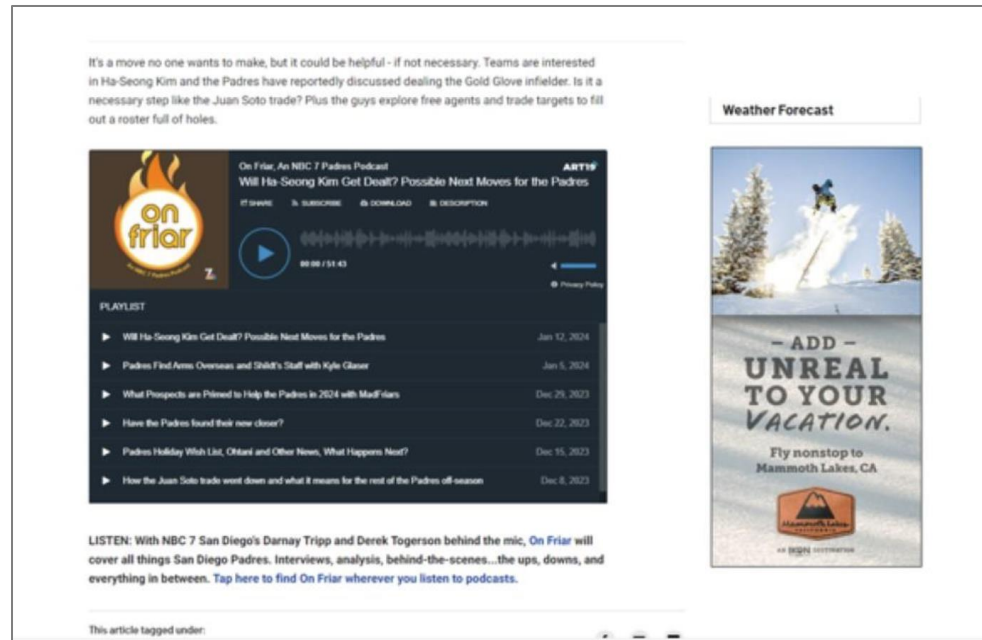 It's a move no one wants to make, but it could be helpful - if not necessary. Teams are interested
in Ha-Seong Kim and the Padres have reportedly discussed dealing the Gold Glove infielder. Is it a
necessary step like the Juan Soto trade? Plus the guys explore free agents and trade targets to fill
out a roster full of holes.
on
friar
An NBC 7 Padres Podcast
7
On Friar, An NBC 7 Padres Podcast
ART19
Will Ha-Seong Kim Get Dealt? Possible Next Moves for the Padres
SHARE SUBSCRIBE DOWNLOAD DESCRIPTION
00:00 / 51:43
Privacy Policy
PLAYLIST
Will Ha-Seong Kim Get Dealt? Possible Next Moves for the Padres Jan 12, 2024
Padres Find Arms Overseas and Shildt's Staff with Kyle Glaser Jan 5, 2024
What Prospects are Primed to Help the Padres in 2024 with MadFriars Dec 29, 2023
Have the Padres found their new closer? Dec 22, 2023
Padres Holiday Wish List, Ohtani and Other News, What Happens Next? Dec 15, 2023
How the Juan Soto trade went down and what it means for the rest of the Padres off-season Dec 8, 2023
LISTEN: With NBC 7 San Diego's Darnay Tripp and Derek Togerson behind the mic, On Friar will
cover all things San Diego Padres. Interviews, analysis, behind-the-scenes...the ups, downs, and
everything in between. Tap here to find On Friar wherever you listen to podcasts.
This article tagged under:
Weather Forecast
– ADD –
UNREAL
TO YOUR
VACATION.
Fly nonstop to
Mammoth Lakes, CA
Mammoth Lakes
CALIFORNIA
AN IKON DESTINATION